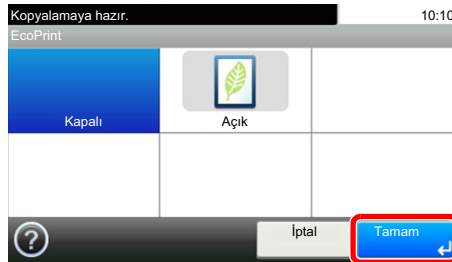 Kopyalamaya hazır. 10:10
EcoPrint
Kapalı Açık
? İptal Tamam